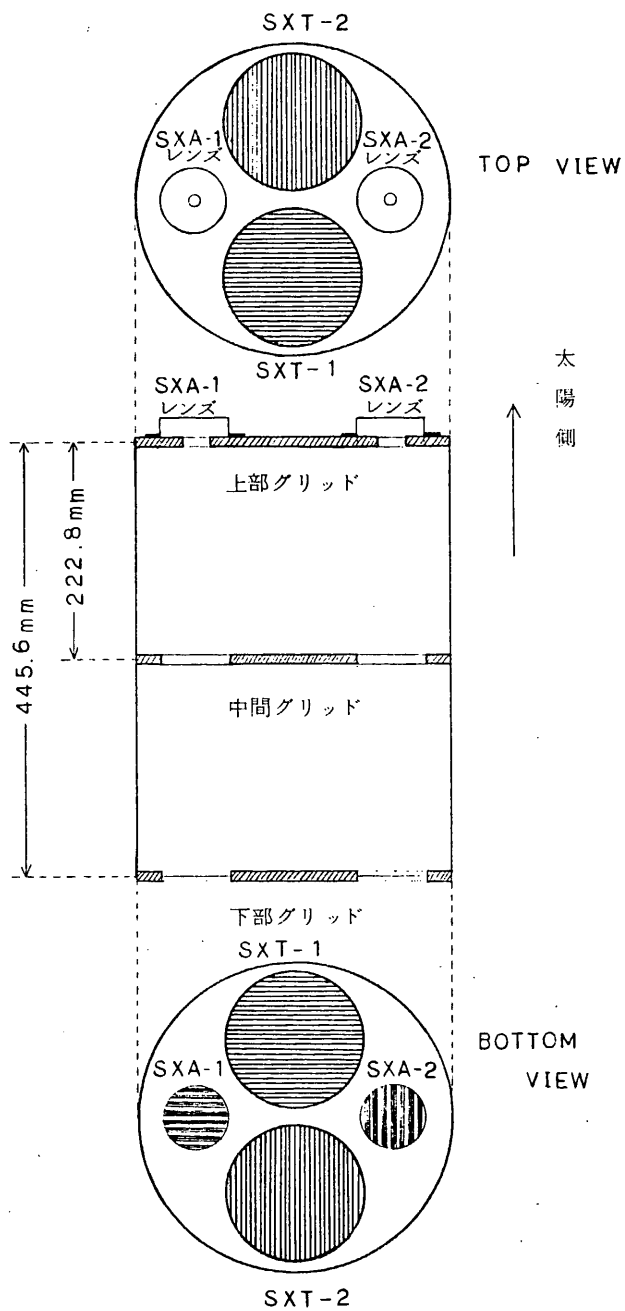 SXT-2
SXA-1
レンズ
SXA-2
レンズ
TOP VIEW
SXT-1
SXA-1
レンズ
SXA-2
レンズ
太陽側
上部グリッド
222.8mm
445.6mm
中間グリッド
下部グリッド
SXT-1
SXA-1
SXA-2
BOTTOM
VIEW
SXT-2